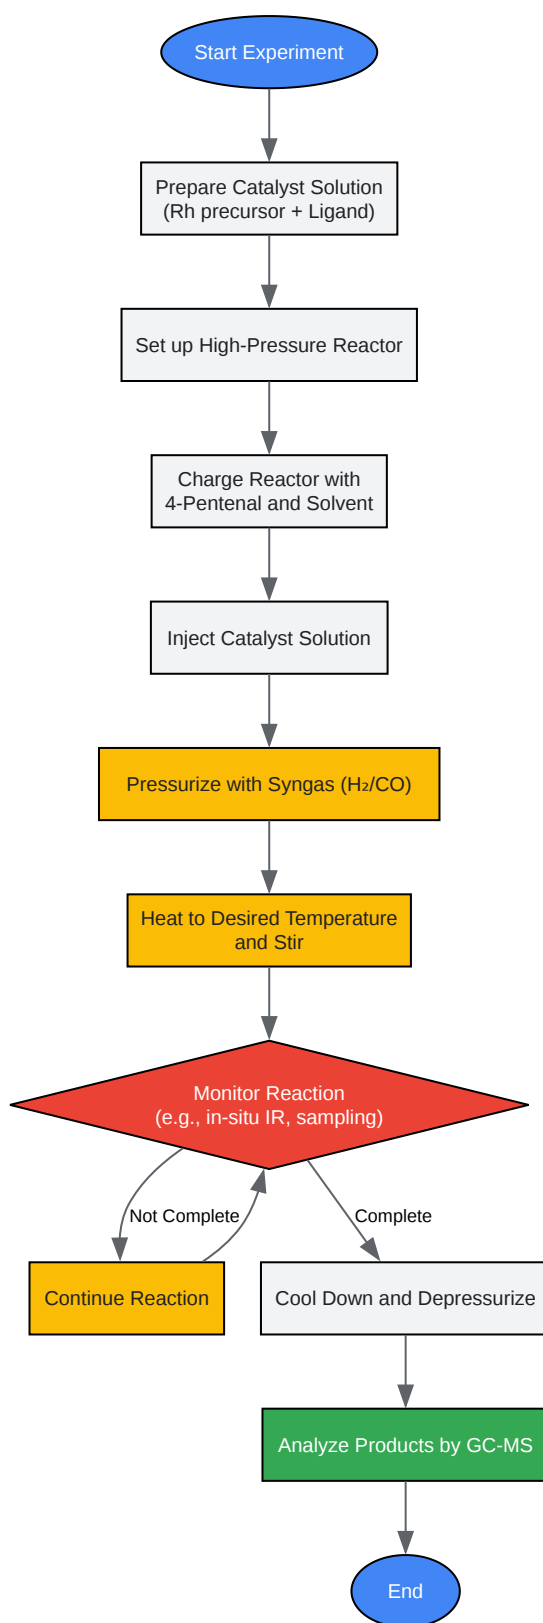 Start Experiment
Prepare Catalyst Solution
(Rh precursor + Ligand)
Set up High-Pressure Reactor
Charge Reactor with
4-Pentenal and Solvent
Inject Catalyst Solution
Pressurize with Syngas (H₂/CO)
Heat to Desired Temperature
and Stir
Monitor Reaction
(e.g., in-situ IR, sampling)
Not Complete
Complete
Continue Reaction
Cool Down and Depressurize
Analyze Products by GC-MS
End